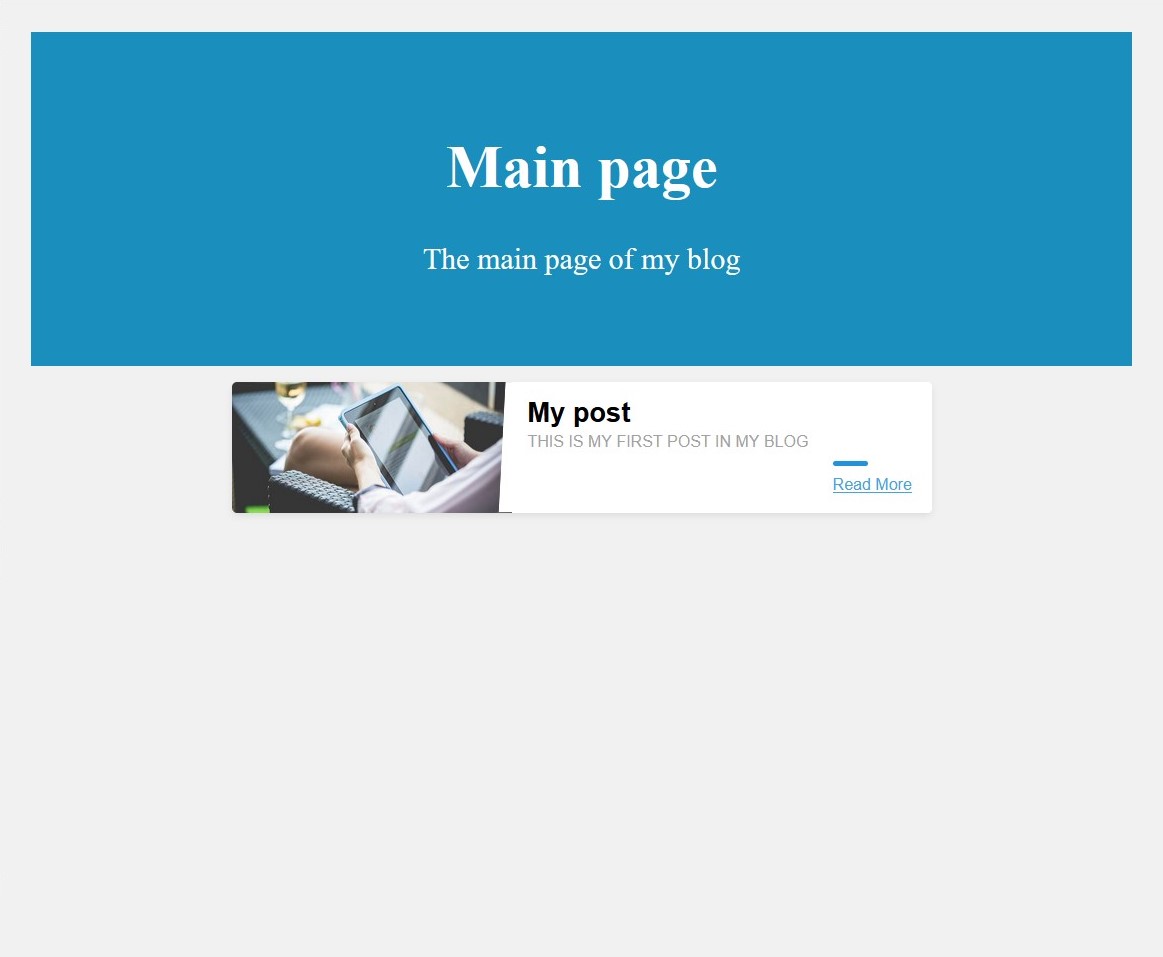 Main page
The main page of my blog
My post
THIS IS MY FIRST POST IN MY BLOG
Read More